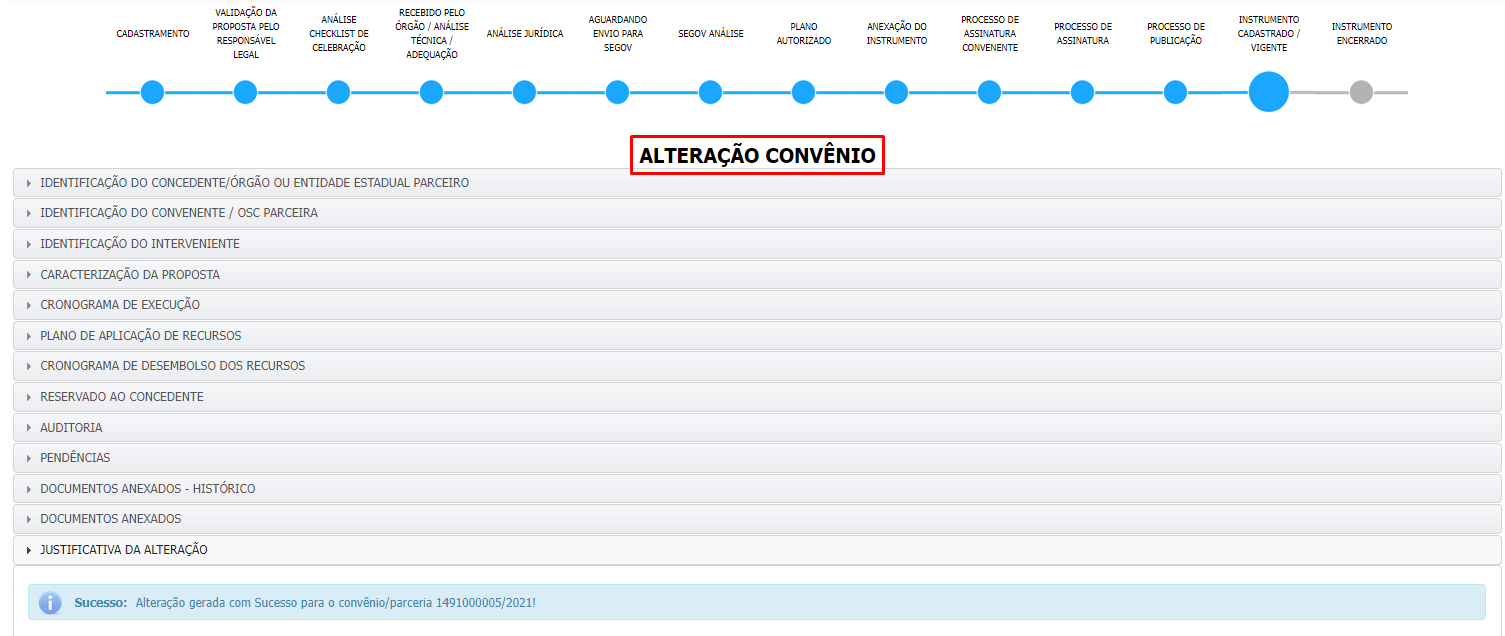 CADASTRAMENTO
VALIDAÇÃO DA
PROPOSTA PELO
RESPONSÁVEL
LEGAL
ANÁLISE
CHECKLIST DE
CELEBRAÇÃO
RECEBIDO PELO
ÓRGÃO / ANÁLISE
TÉCNICA /
ADEQUAÇÃO
ANÁLISE JURÍDICA
AGUARDANDO
ENVIO PARA
SEGOV
SEGOV ANÁLISE
PLANO
AUTORIZADO
ANEXAÇÃO DO
INSTRUMENTO
PROCESSO DE
ASSINATURA
CONVENENTE
PROCESSO DE
ASSINATURA
PROCESSO DE
PUBLICAÇÃO
INSTRUMENTO
CADASTRADO /
VIGENTE
INSTRUMENTO
ENCERRADO
ALTERAÇÃO CONVÊNIO
IDENTIFICAÇÃO DO CONCEDENTE/ÓRGÃO OU ENTIDADE ESTADUAL PARCEIRO
IDENTIFICAÇÃO DO CONVENENTE / OSC PARCEIRA
IDENTIFICAÇÃO DO INTERVENIENTE
CARACTERIZAÇÃO DA PROPOSTA
CRONOGRAMA DE EXECUÇÃO
PLANO DE APLICAÇÃO DE RECURSOS
CRONOGRAMA DE DESEMBOLSO DOS RECURSOS
RESERVADO AO CONCEDENTE
AUDITORIA
PENDÊNCIAS
DOCUMENTOS ANEXADOS - HISTÓRICO
DOCUMENTOS ANEXADOS
JUSTIFICATIVA DA ALTERAÇÃO
Sucesso: Alteração gerada com Sucesso para o convênio/parceria 1491000005/2021!